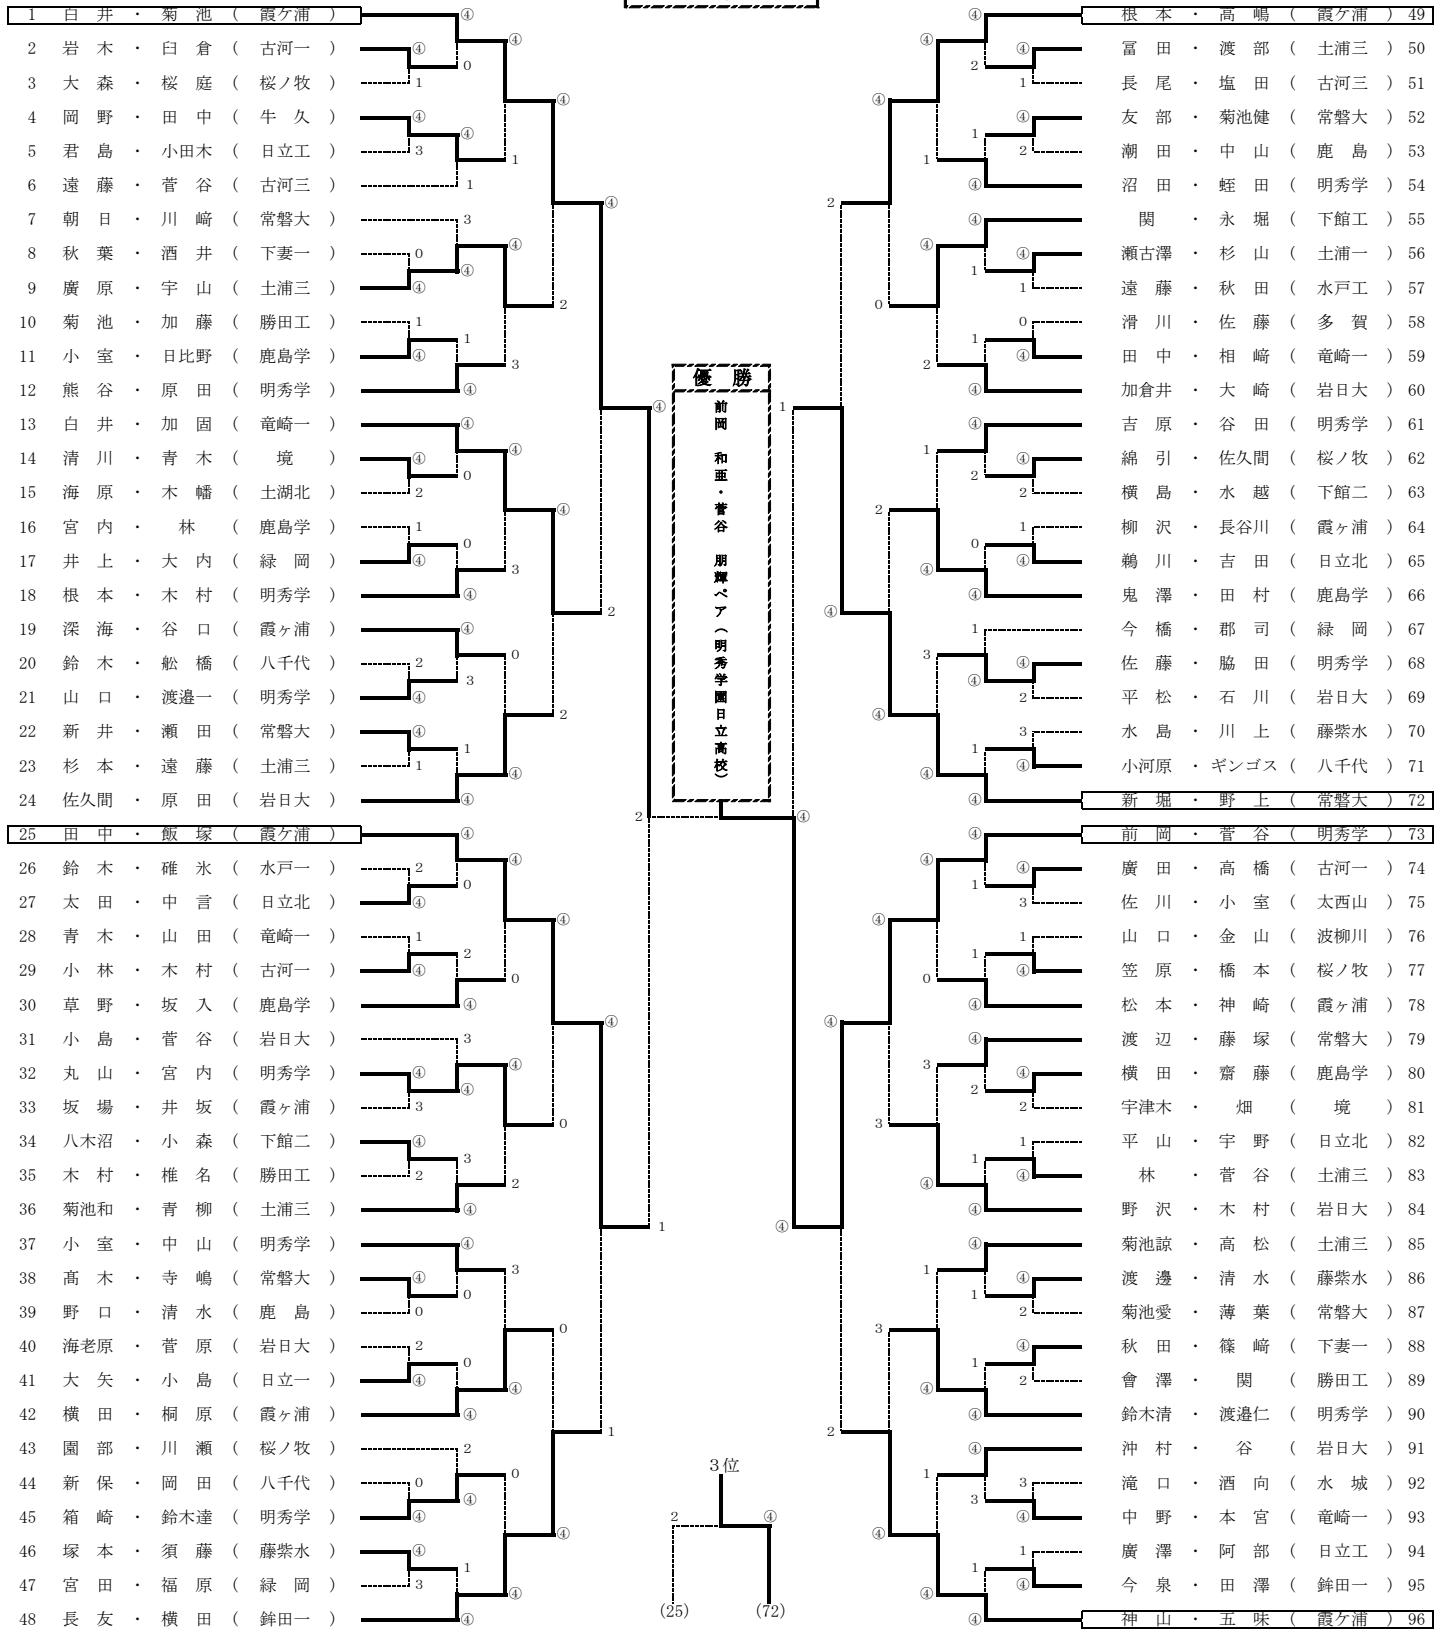 1 白井・菊池（霞ケ浦）
2 岩木・臼倉（古河一）
3 大森・桜庭（桜ノ牧）
4 岡野・田中（牛久）
5 君島・小田木（日立工）
6 遠藤・菅谷（古河三）
7 朝日・川﨑（常磐大）
8 秋葉・酒井（下妻一）
9 廣原・宇山（土浦三）
10 菊池・加藤（勝田工）
11 小室・日比野（鹿島学）
12 熊谷・原田（明秀学）
13 白井・加固（竜崎一）
14 清川・青木（境）
15 海原・木幡（土湖北）
16 宮内・林（鹿島学）
17 井上・大内（緑岡）
18 根本・木村（明秀学）
19 深海・谷口（霞ヶ浦）
20 鈴木・舩橋（八千代）
21 山口・渡邉一（明秀学）
22 新井・瀬田（常磐大）
23 杉本・遠藤（土浦三）
24 佐久間・原田（岩日大）
25 田中・飯塚（霞ケ浦）
26 鈴木・碓氷（水戸一）
27 太田・中言（日立北）
28 青木・山田（竜崎一）
29 小林・木村（古河一）
30 草野・坂入（鹿島学）
31 小島・菅谷（岩日大）
32 丸山・宮内（明秀学）
33 坂場・井坂（霞ヶ浦）
34 八木沼・小森（下館二）
35 木村・椎名（勝田工）
36 菊池和・青柳（土浦三）
37 小室・中山（明秀学）
38 髙木・寺嶋（常磐大）
39 野口・清水（鹿島）
40 海老原・菅原（岩日大）
41 大矢・小島（日立一）
42 横田・桐原（霞ヶ浦）
43 園部・川瀬（桜ノ牧）
44 新保・岡田（八千代）
45 箱崎・鈴木達（明秀学）
46 塚本・須藤（藤紫水）
47 宮田・福原（緑岡）
48 長友・横田（鉾田一）
優勝
前岡 和亜・菅谷 朋輝ペア（明秀学園日立高校）
3位
2 ④
(25) (72)
根本・高嶋（霞ケ浦）49
冨田・渡部（土浦三）50
長尾・塩田（古河三）51
友部・菊池健（常磐大）52
潮田・中山（鹿島）53
沼田・蛭田（明秀学）54
関・永堀（下館工）55
瀬古澤・杉山（土浦一）56
遠藤・秋田（水戸工）57
滑川・佐藤（多賀）58
田中・相﨑（竜崎一）59
加倉井・大崎（岩日大）60
吉原・谷田（明秀学）61
綿引・佐久間（桜ノ牧）62
横島・水越（下館二）63
柳沢・長谷川（霞ヶ浦）64
鵜川・吉田（日立北）65
鬼澤・田村（鹿島学）66
今橋・郡司（緑岡）67
佐藤・脇田（明秀学）68
平松・石川（岩日大）69
水島・川上（藤紫水）70
小河原・ギンゴス（八千代）71
新堀・野上（常磐大）72
前岡・菅谷（明秀学）73
廣田・高橋（古河一）74
佐川・小室（太西山）75
山口・金山（波柳川）76
笠原・橋本（桜ノ牧）77
松本・神崎（霞ヶ浦）78
渡辺・藤塚（常磐大）79
横田・齋藤（鹿島学）80
宇津木・畑（境）81
平山・宇野（日立北）82
林・菅谷（土浦三）83
野沢・木村（岩日大）84
菊池諒・高松（土浦三）85
渡邊・清水（藤紫水）86
菊池愛・薄葉（常磐大）87
秋田・篠﨑（下妻一）88
會澤・関（勝田工）89
鈴木清・渡邉仁（明秀学）90
沖村・谷（岩日大）91
滝口・酒向（水城）92
中野・本宮（竜崎一）93
廣澤・阿部（日立工）94
今泉・田澤（鉾田一）95
神山・五味（霞ケ浦）96